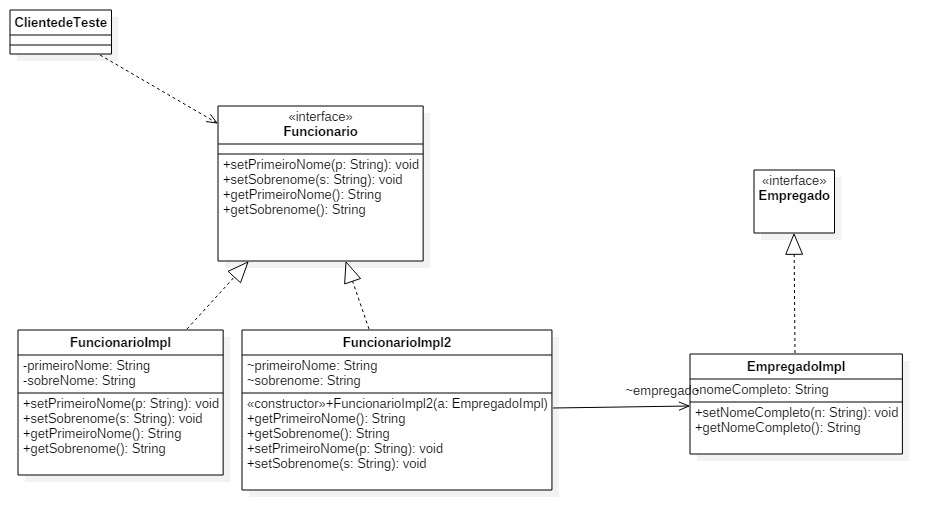 ClientedeTeste
«interface»
Funcionario
+setPrimeiroNome(p: String): void
+setSobrenome(s: String): void
+getPrimeiroNome(): String
+getSobrenome(): String
«interface»
Empregado
FuncionarioImpl
-primeiroNome: String
-sobreNome: String
+setPrimeiroNome(p: String): void
+setSobrenome(s: String): void
+getPrimeiroNome(): String
+getSobrenome(): String
FuncionarioImpl2
~primeiroNome: String
~sobrenome: String
«constructor»+FuncionarioImpl2(a: EmpregadoImpl)
+getPrimeiroNome(): String
+getSobrenome(): String
+setPrimeiroNome(p: String): void
+setSobrenome(s: String): void
~empregado
EmpregadoImpl
nomeCompleto: String
+setNomeCompleto(n: String): void
+getNomeCompleto(): String